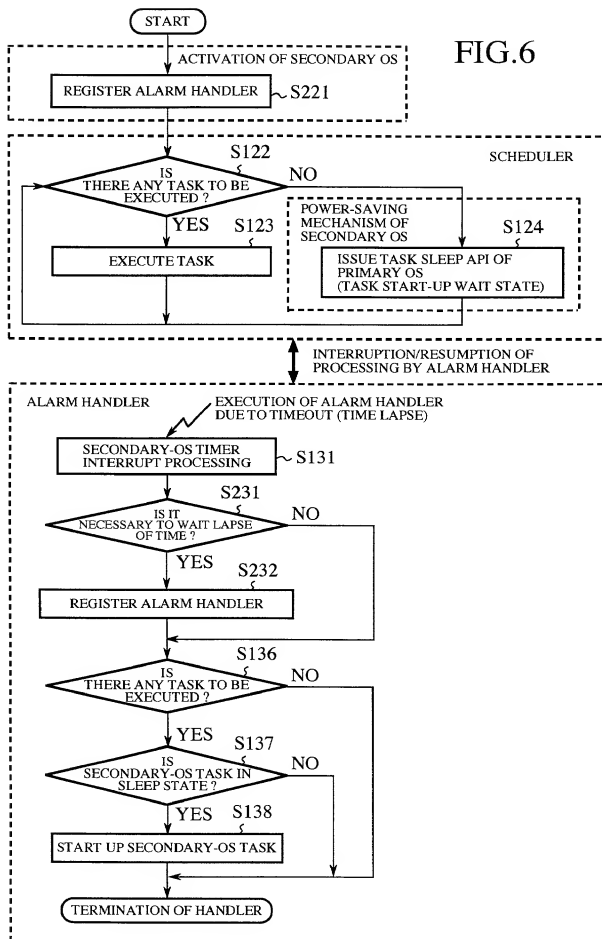 START
FIG.6
ACTIVATION OF SECONDARY OS
REGISTER ALARM HANDLER
S221
S122
IS
THERE ANY TASK TO BE
EXECUTED ?
NO
SCHEDULER
YES
S123
EXECUTE TASK
POWER-SAVING
MECHANISM OF
SECONDARY OS
S124
ISSUE TASK SLEEP API OF
PRIMARY OS
(TASK START-UP WAIT STATE)
INTERRUPTION/RESUMPTION OF
PROCESSING BY ALARM HANDLER
ALARM HANDLER
EXECUTION OF ALARM HANDLER
DUE TO TIMEOUT (TIME LAPSE)
SECONDARY-OS TIMER
INTERRUPT PROCESSING
S131
S231
IS IT
NECESSARY TO WAIT LAPSE
OF TIME ?
NO
YES
S232
REGISTER ALARM HANDLER
S136
IS
THERE ANY TASK TO BE
EXECUTED ?
NO
YES
S137
IS
SECONDARY-OS TASK IN
SLEEP STATE ?
NO
YES
S138
START UP SECONDARY-OS TASK
TERMINATION OF HANDLER